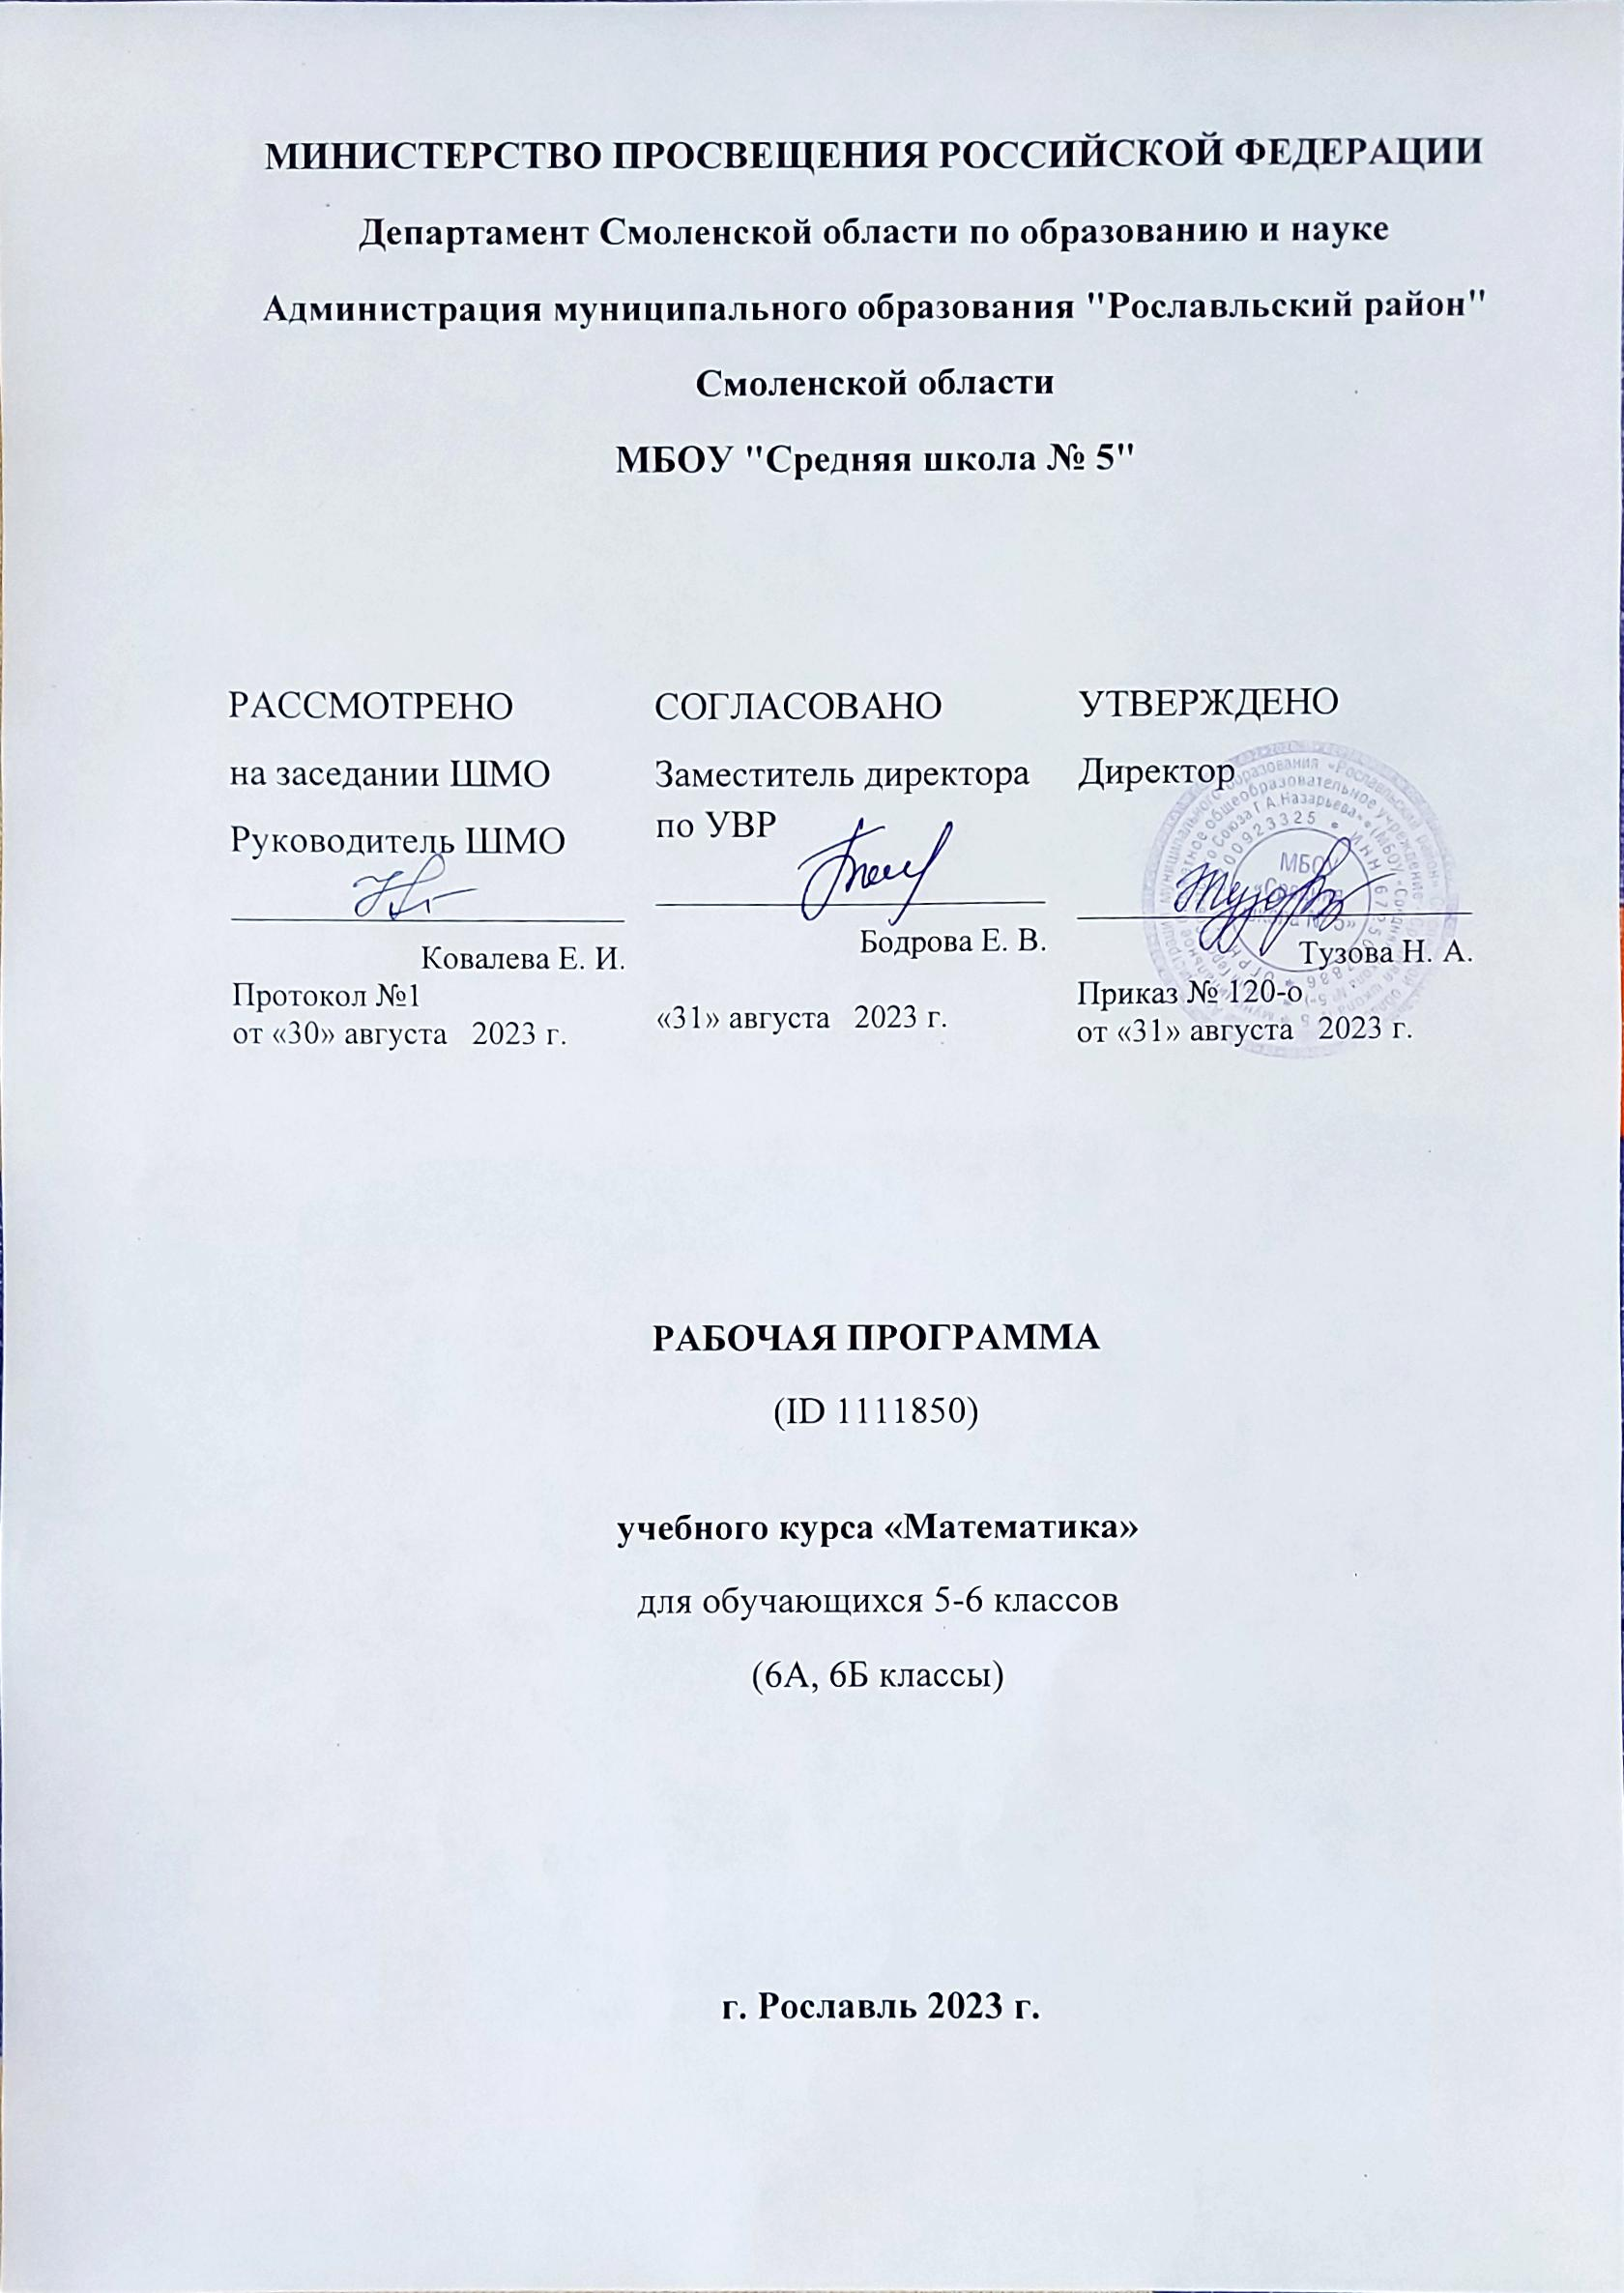 МИНИСТЕРСТВО ПРОСВЕЩЕНИЯ РОССИЙСКОЙ ФЕДЕРАЦИИ
Департамент Смоленской области по образованию и науке
Администрация муниципального образования "Рославльский район"
Смоленской области
МБОУ "Средняя школа № 5"
РАССМОТРЕНО
на заседании ШМО
Руководитель ШМО
Ковалева Е. И.
Протокол №1
от «30» августа 2023 г.
СОГЛАСОВАНО
Заместитель директора
по УВР
Бодрова Е. В.
«31» августа 2023 г.
УТВЕРЖДЕНО
Директор
МБОУ
Тузова Н. А.
Приказ № 120-о
от «31» августа 2023 г.
РАБОЧАЯ ПРОГРАММА
(ID 1111850)
учебного курса «Математика»
для обучающихся 5-6 классов
(6А, 6Б классы)
г. Рославль 2023 г.